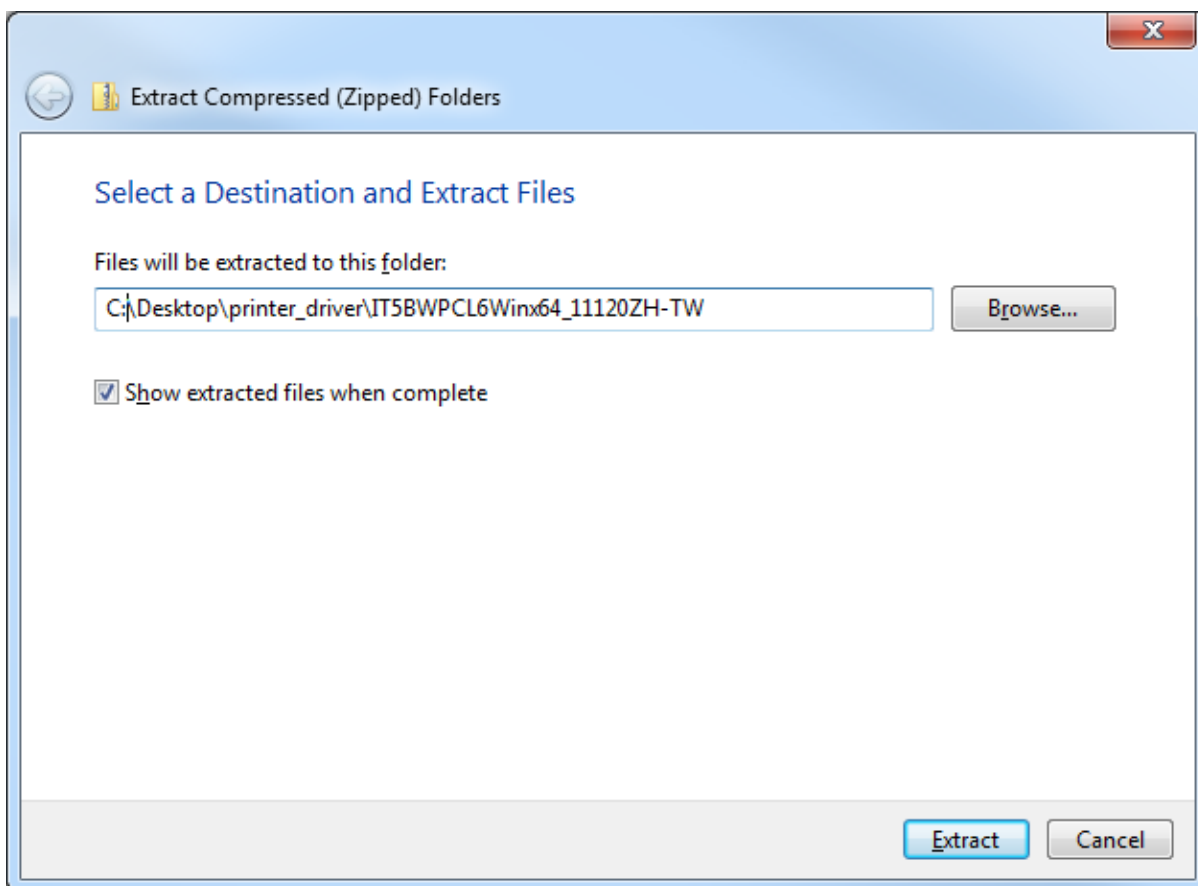 Extract Compressed (Zipped) Folders
Select a Destination and Extract Files
Files will be extracted to this folder:
C:\Desktop\printer_driver\IT5BWPCL6Winx64_11120ZH-TW
Browse...
Show extracted files when complete
Extract
Cancel